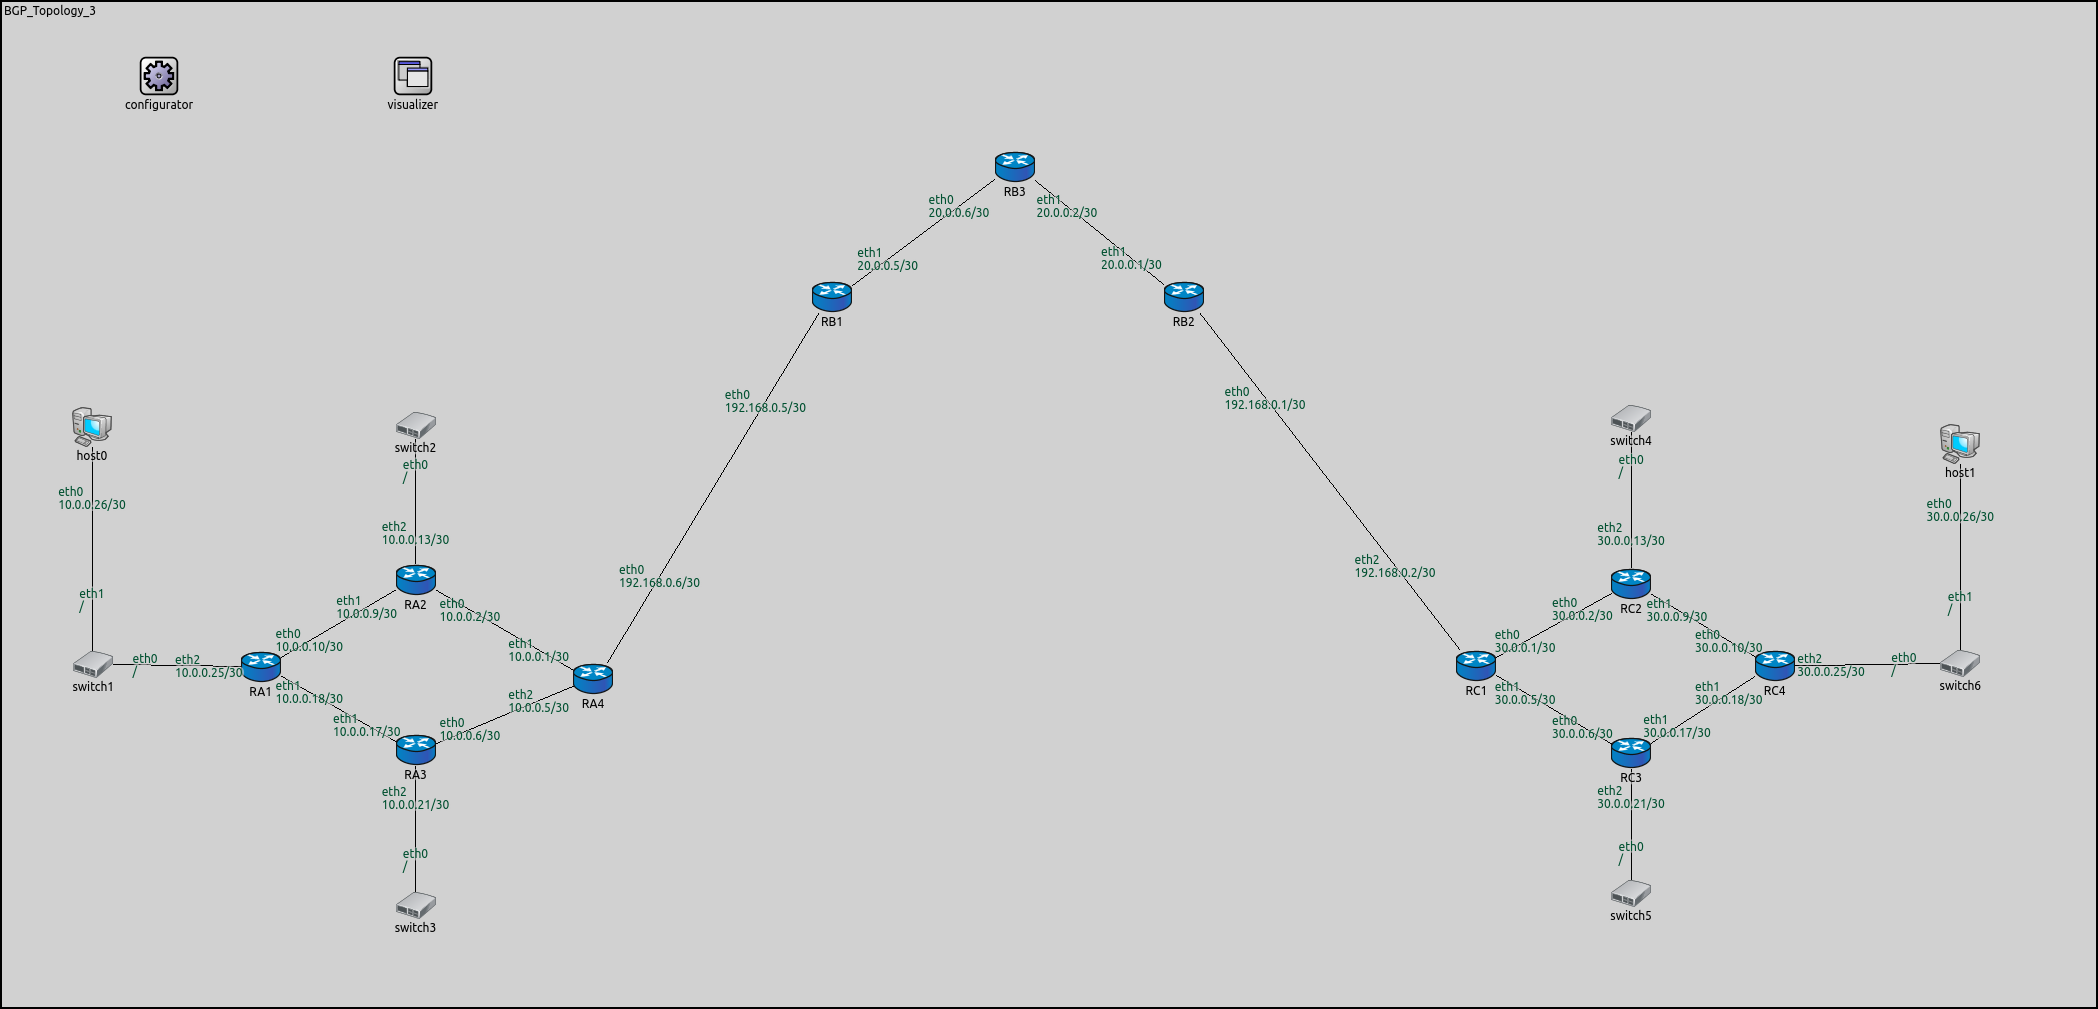 BGP_Topology_3
configurator
visualizer
RB3
eth0
20.0.0.6/30
eth1
20.0.0.2/30
eth1
20.0.0.5/30
eth1
20.0.0.1/30
RB1
RB2
eth0
192.168.0.5/30
eth0
192.168.0.1/30
host0
switch2
switch4
host1
eth0
/
eth0
/
eth0
10.0.0.26/30
eth0
30.0.0.26/30
eth2
10.0.0.13/30
eth2
30.0.0.13/30
eth0
192.168.0.6/30
eth2
192.168.0.2/30
eth1
/
eth1
/
RA2
RC2
eth1
10.0.0.9/30
eth0
10.0.0.2/30
eth0
30.0.0.2/30
eth1
30.0.0.9/30
eth0
10.0.0.10/30
eth1
10.0.0.1/30
eth0
30.0.0.1/30
eth0
30.0.0.10/30
eth0
/
eth2
10.0.0.25/30
eth2
30.0.0.25/30
eth0
/
switch1
RA1
RA4
RC1
RC4
switch6
eth1
10.0.0.18/30
eth2
10.0.0.5/30
eth1
30.0.0.5/30
eth1
30.0.0.18/30
eth1
10.0.0.17/30
eth0
10.0.0.6/30
eth0
30.0.0.6/30
eth1
30.0.0.17/30
RA3
RC3
eth2
10.0.0.21/30
eth2
30.0.0.21/30
eth0
/
eth0
/
switch3
switch5